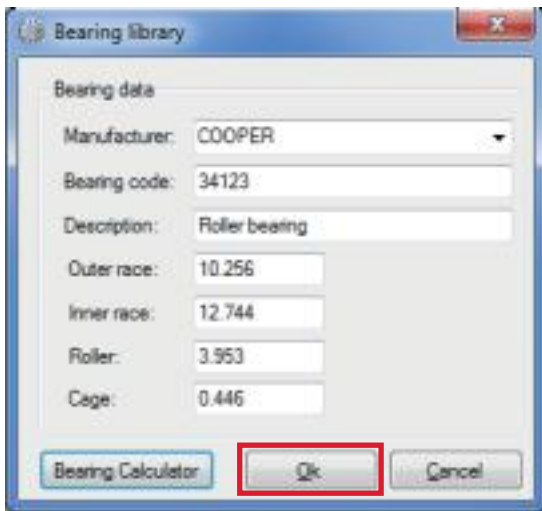 Bearing library
Bearing data
Manufacturer: COOPER
Bearing code: 34123
Description: Roller bearing
Outer race: 10.256
Inner race: 12.744
Roller: 3.953
Cage: 0.446
Bearing Calculator Ok Cancel